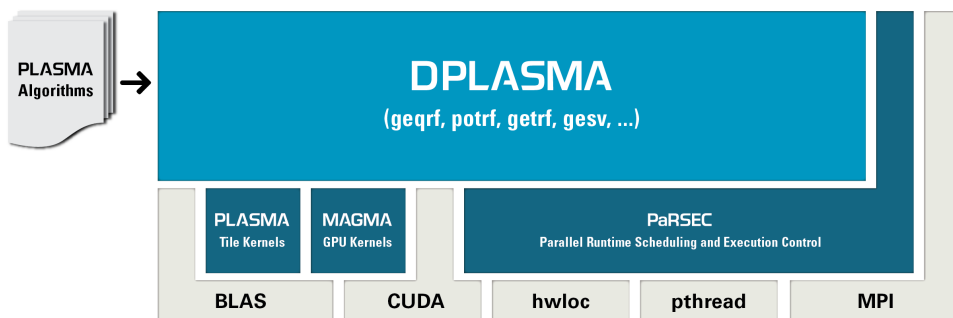 PLASMA
Algorithms
DPLASMA
(geqrf, potrf, getrf, gesv, ...)
PLASMA
Tile Kernels
MAGMA
GPU Kernels
PaRSEC
Parallel Runtime Scheduling and Execution Control
BLAS
CUDA
hwloc
pthread
MPI